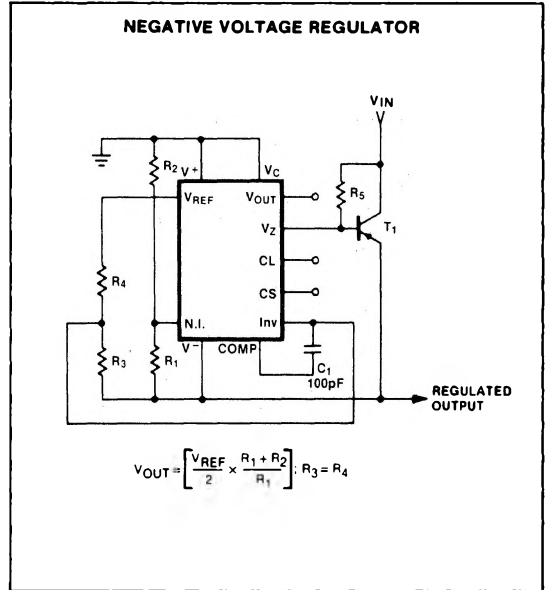 NEGATIVE VOLTAGE REGULATOR
VIN
R2
V+
VC
VREF
VOUT
R5
VZ
T1
R4
CL
CS
N.I.
Inv
R3
R1
V−
COMP
C1
100pF
REGULATED
OUTPUT
VOUT = [VREF/2 × R1 + R2/R1]; R3 = R4